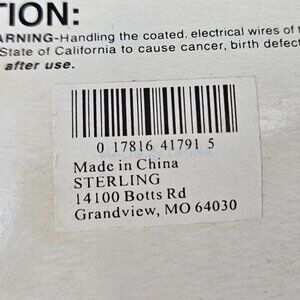 TION:
ARNING-Handling the coated, electrical wires of
State of California to cause cancer, birth defect
after use.
0 17816 41791 5
Made in China
STERLING
14100 Botts Rd
Grandview, MO 64030